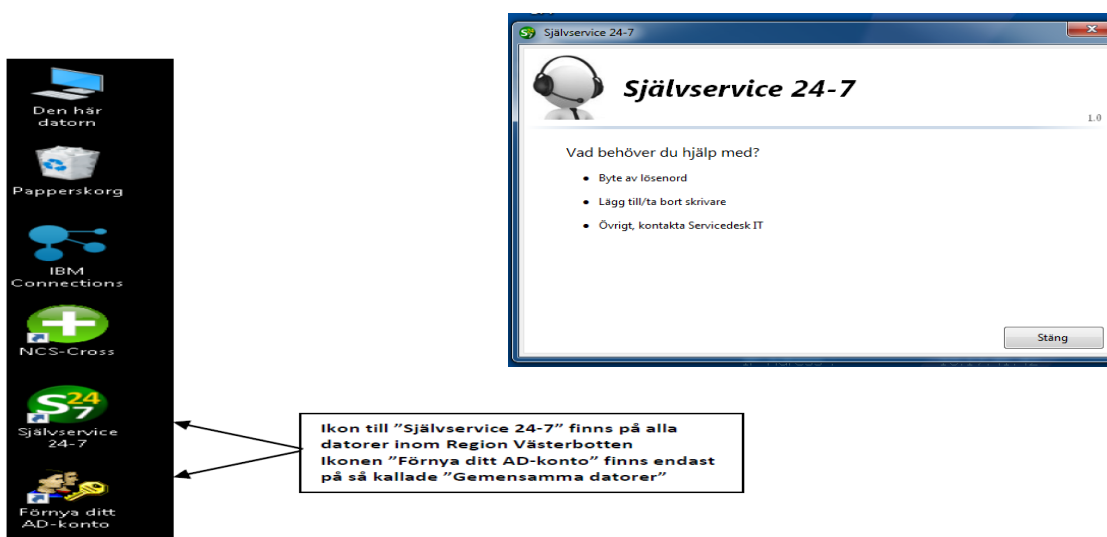 Den här
datorn
Papperskorg
IBM
Connections
NCS-Cross
S 24
7
Självservice
24-7
Förnya ditt
AD-konto
S7 Självservice 24-7
Självservice 24-7
1.0
Vad behöver du hjälp med?
• Byte av lösenord
• Lägg till/ta bort skrivare
• Övrigt, kontakta Servicedesk IT
Stäng
Ikon till ”Självservice 24-7” finns på alla
datorer inom Region Västerbotten
Ikonen ”Förnya ditt AD-konto” finns endast
på så kallade ”Gemensamma datorer”